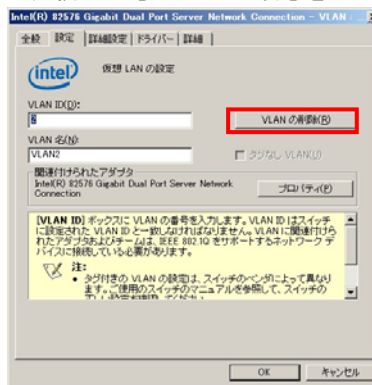 Intel(R) 82576 Gigabit Dual Port Server Network Connection - VLAN :
全般 設定 詳細設定 ドライバー 詳細
intel
仮想 LAN の設定
VLAN ID(D):
2
VLAN の削除(R)
VLAN 名(N):
VLAN2
タグなし VLAN(U)
関連付けられたアダプタ
Intel(R) 82576 Gigabit Dual Port Server Network
Connection
プロパティ(P)
[VLAN ID] ボックスに VLAN の番号を入力します。VLAN ID はスイッチ
に設定された VLAN ID と一致しなければなりません。VLAN に関連付けら
れたアダプタおよびチームは、IEEE 802.1Q をサポートするネットワーク デ
バイスに接続している必要があります。
注:
• タグ付きの VLAN の設定は、スイッチのベンダによって異なり
ます。ご使用のスイッチのマニュアルを参照して、スイッチの
OK キャンセル